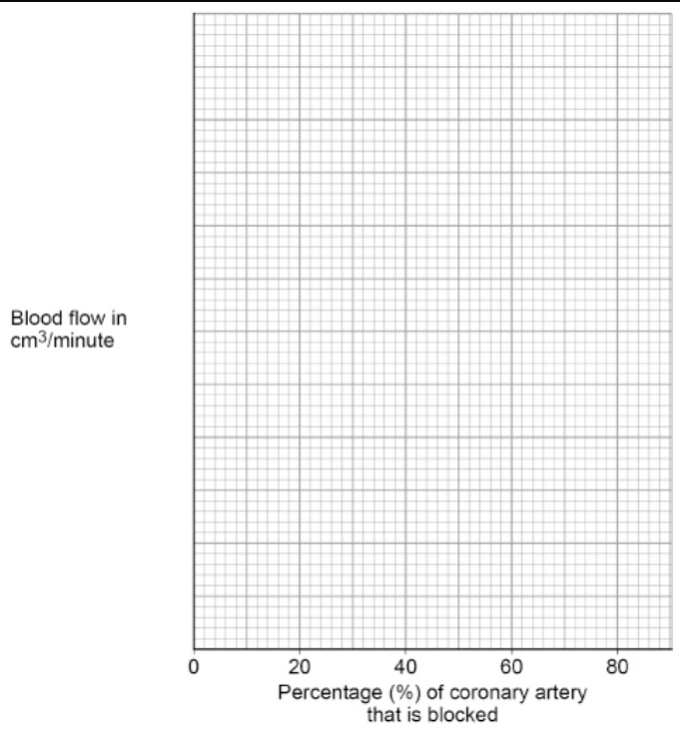 Blood flow in
cm³/minute
0 20 40 60 80
Percentage (%) of coronary artery
that is blocked